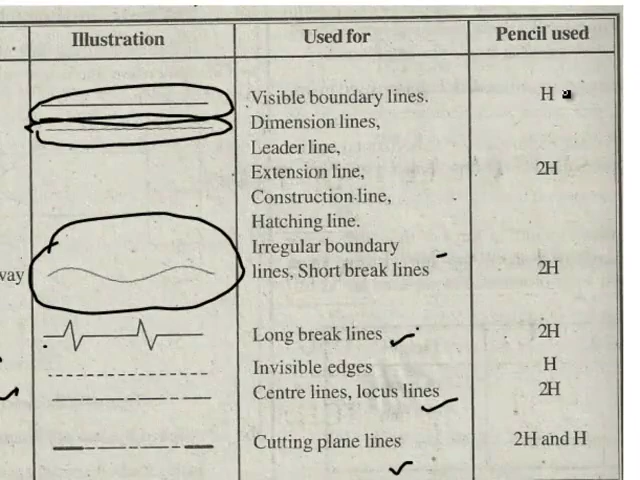 Illustration Used for Pencil used
Visible boundary lines. H
Dimension lines,
Leader line,
Extension line, 2H
Construction line,
Hatching line.
Irregular boundary
way lines, Short break lines 2H
Long break lines 2H
Invisible edges H
Centre lines, locus lines 2H
Cutting plane lines 2H and H